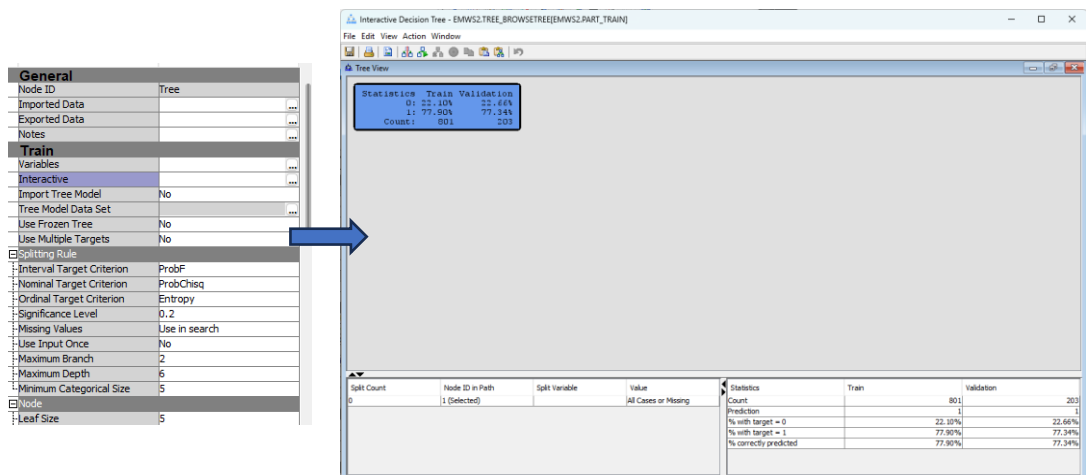 General
Node ID Tree
Imported Data ...
Exported Data ...
Notes ...
Train
Variables ...
Interactive ...
Import Tree Model No
Tree Model Data Set ...
Use Frozen Tree No
Use Multiple Targets No
Splitting Rule
Interval Target Criterion ProbF
Nominal Target Criterion ProbChisq
Ordinal Target Criterion Entropy
Significance Level 0.2
Missing Values Use in search
Use Input Once No
Maximum Branch 2
Maximum Depth 6
Minimum Categorical Size 5
Node
Leaf Size 5
Interactive Decision Tree - EMWS2.TREE_BROWSETREE[EMWS2.PART_TRAIN]
File Edit View Action Window
Tree View
Statistics Train Validation
0: 22.10% 22.66%
1: 77.90% 77.34%
Count: 801 203
Split Count Node ID in Path Split Variable Value
0 1 (Selected) All Cases or Missing
Statistics Train Validation
Count 801 203
Prediction 1 1
% with target = 0 22.10% 22.66%
% with target = 1 77.90% 77.34%
% correctly predicted 77.90% 77.34%